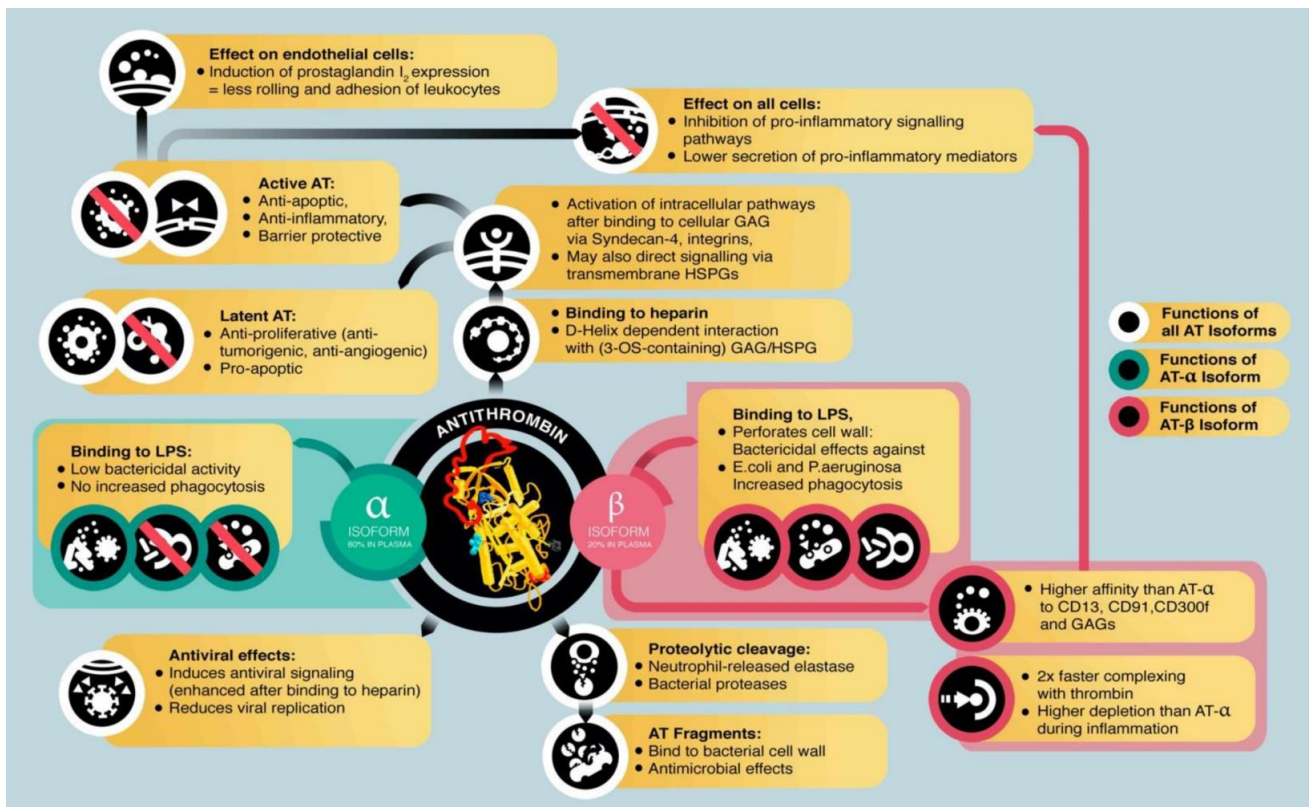 Effect on endothelial cells:
• Induction of prostaglandin I2 expression
= less rolling and adhesion of leukocytes
Effect on all cells:
• Inhibition of pro-inflammatory signalling
pathways
• Lower secretion of pro-inflammatory mediators
Active AT:
• Anti-apoptic,
• Anti-inflammatory,
• Barrier protective
• Activation of intracellular pathways
after binding to cellular GAG
via Syndecan-4, integrins,
• May also direct signalling via
transmembrane HSPGs
Latent AT:
• Anti-proliferative (anti-
tumorigenic, anti-angiogenic)
• Pro-apoptic
• Binding to heparin
• D-Helix dependent interaction
with (3-OS-containing) GAG/HSPG
Functions of
all AT Isoforms
Functions of
AT-α Isoform
Functions of
AT-β Isoform
ANTITHROMBIN
Binding to LPS:
• Low bactericidal activity
• No increased phagocytosis
α
ISOFORM
80% IN PLASMA
β
ISOFORM
20% IN PLASMA
Binding to LPS,
• Perforates cell wall:
Bactericidal effects against
• E.coli and P.aeruginosa
Increased phagocytosis
• Higher affinity than AT-α
to CD13, CD91,CD300f
and GAGs
• 2x faster complexing
with thrombin
• Higher depletion than AT-α
during inflammation
Antiviral effects:
• Induces antiviral signaling
(enhanced after binding to heparin)
• Reduces viral replication
Proteolytic cleavage:
• Neutrophil-released elastase
• Bacterial proteases
AT Fragments:
• Bind to bacterial cell wall
• Antimicrobial effects